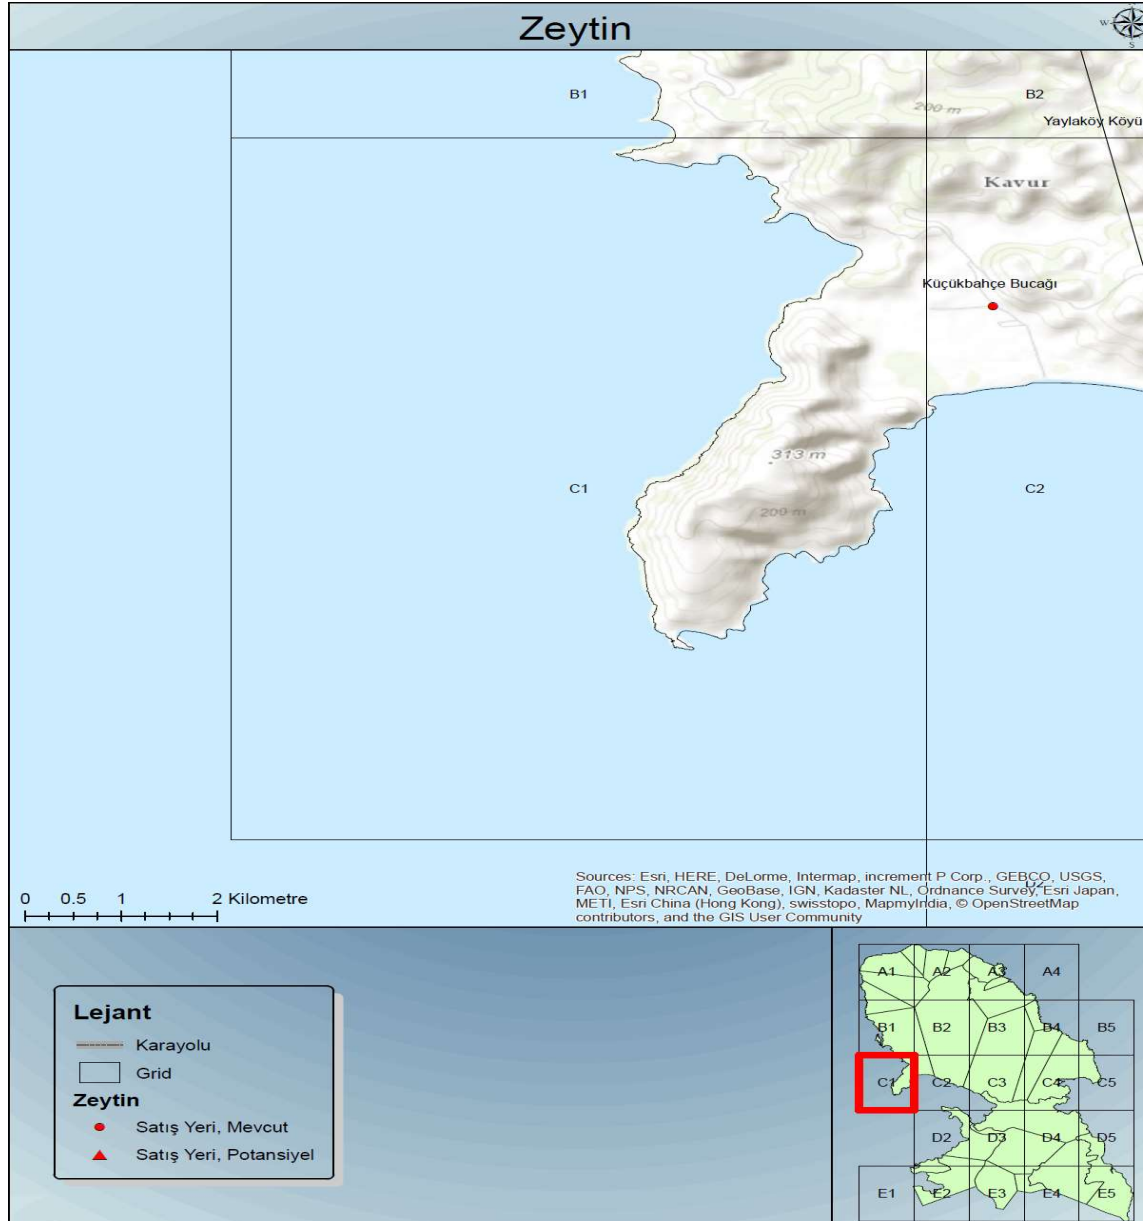 Zeytin
W
S
B1
B2
200 m
Yaylaköy Köyü
Kavur
Küçükbahçe Bucağı
313 m
C1
C2
200 m
D2
Sources: Esri, HERE, DeLorme, Intermap, increment P Corp., GEBCO, USGS,
FAO, NPS, NRCAN, GeoBase, IGN, Kadaster NL, Ordnance Survey, Esri Japan,
METI, Esri China (Hong Kong), swisstopo, MapmyIndia, © OpenStreetMap
contributors, and the GIS User Community
0 0.5 1 2 Kilometre
Lejant
Karayolu
Grid
Zeytin
Satış Yeri, Mevcut
Satış Yeri, Potansiyel
A1 A2 A3 A4
B1 B2 B3 B4 B5
C1 C2 C3 C4 C5
D2 D3 D4 D5
E1 E2 E3 E4 E5